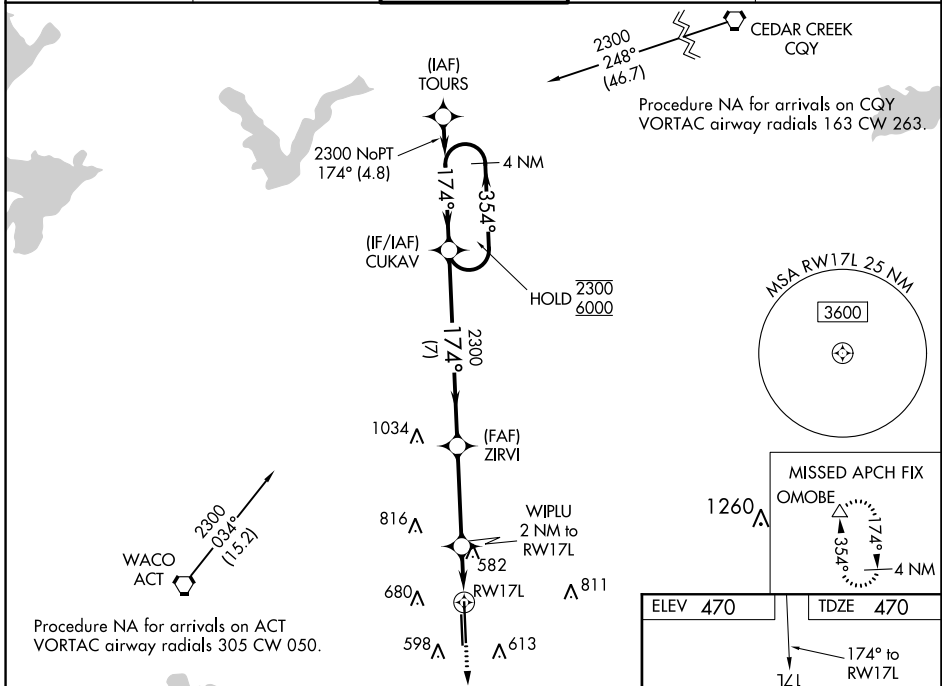 2300
248°
(46.7)
CEDAR CREEK
CQY
Procedure NA for arrivals on CQY
VORTAC airway radials 163 CW 263.
(IAF)
TOURS
2300 NoPT
174° (4.8)
4 NM
174°
354°
(IF/IAF)
CUKAV
HOLD 2300
6000
2300
174°
(7)
MSA RW17L 25 NM
3600
1034
(FAF)
ZIRVI
816
WIPLU
2 NM to
RW17L
582
680
RW17L
811
598
613
2300
034°
(15.2)
WACO
ACT
Procedure NA for arrivals on ACT
VORTAC airway radials 305 CW 050.
1260
MISSED APCH FIX
OMOBE
354°
174°
4 NM
ELEV 470
TDZE 470
174° to
RW17L
17L